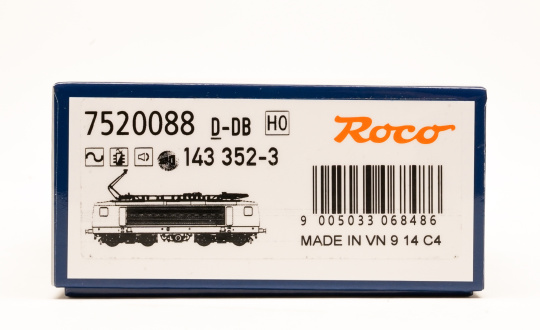 7520088 D-DB H0
Roco
143 352-3
9 005033 068486
MADE IN VN 9 14 C4